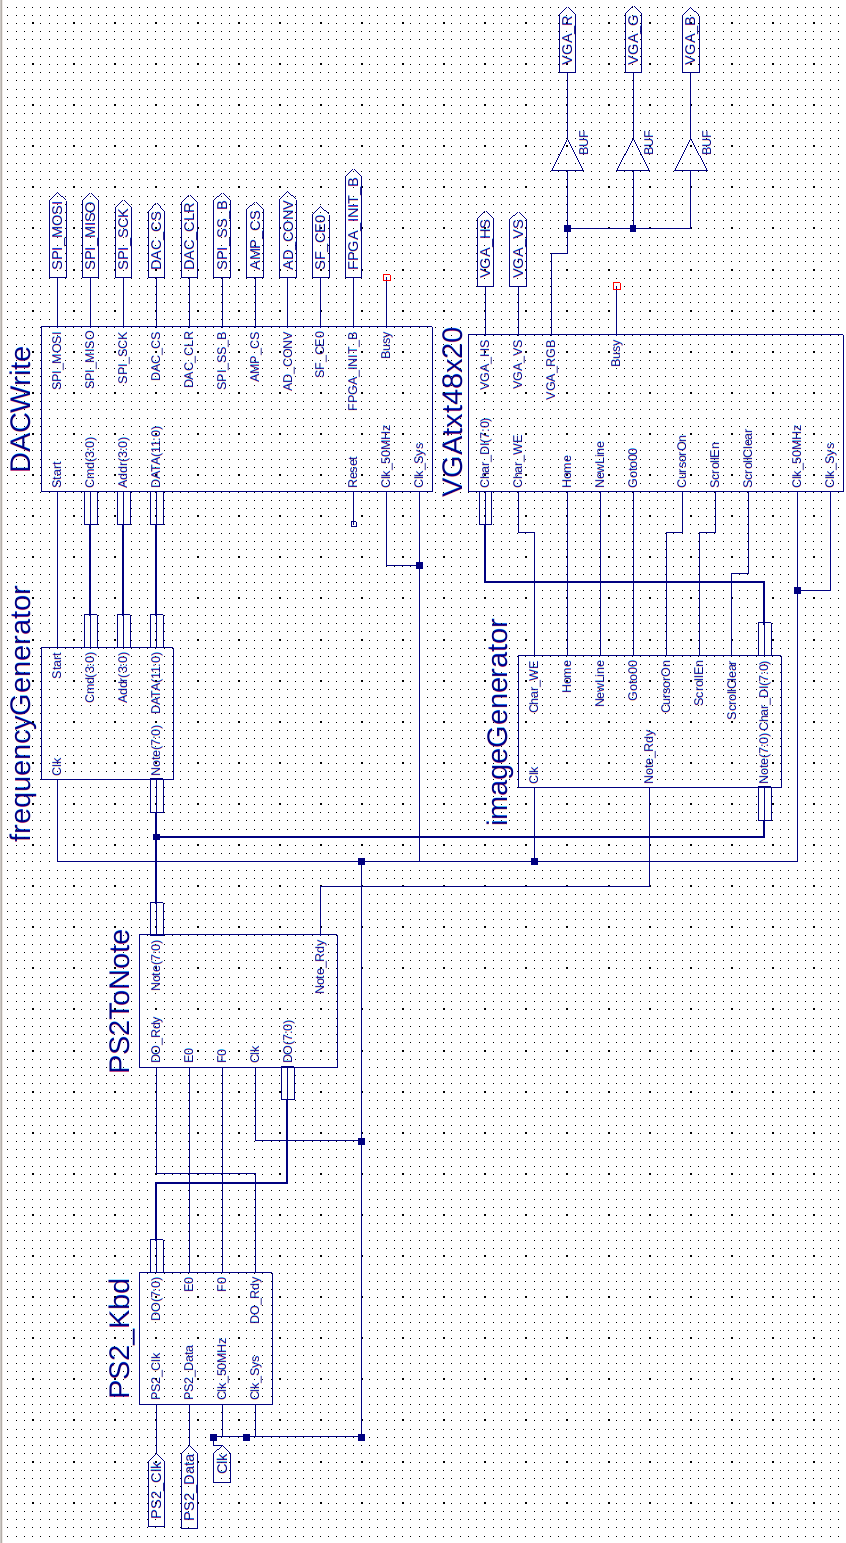 PS2_Clk
PS2_Data
Clk
PS2_Kbd
PS2_Clk
DO(7:0)
PS2_Data
E0
Clk_50MHz
F0
Clk_Sys
DO_Rdy
PS2ToNote
DO_Rdy
Note(7:0)
E0
F0
Clk
DO(7:0)
Note_Rdy
frequencyGenerator
Clk
Start
Cmd(3:0)
Addr(3:0)
Note(7:0)
DATA(11:0)
DACWrite
Start
SPI_MOSI
Cmd(3:0)
SPI_MISO
Addr(3:0)
SPI_SCK
DATA(11:0)
DAC_CS
DAC_CLR
SPI_SS_B
AMP_CS
AD_CONV
SF_CE0
Reset
FPGA_INIT_B
Clk_50MHz
Busy
Clk_Sys
SPI_MOSI
SPI_MISO
SPI_SCK
DAC_CS
DAC_CLR
SPI_SS_B
AMP_CS
AD_CONV
SF_CE0
FPGA_INIT_B
imageGenerator
Clk
Char_WE
Home
NewLine
Goto00
Note_Rdy
CursorOn
ScrollEn
ScrollClear
Note(7:0)
Char_DI(7:0)
VGAtxt48x20
Char_DI(7:0)
VGA_HS
Char_WE
VGA_VS
VGA_RGB
Home
NewLine
Busy
Goto00
CursorOn
ScrollEn
ScrollClear
Clk_50MHz
Clk_Sys
VGA_HS
VGA_VS
BUF
BUF
BUF
VGA_R
VGA_G
VGA_B